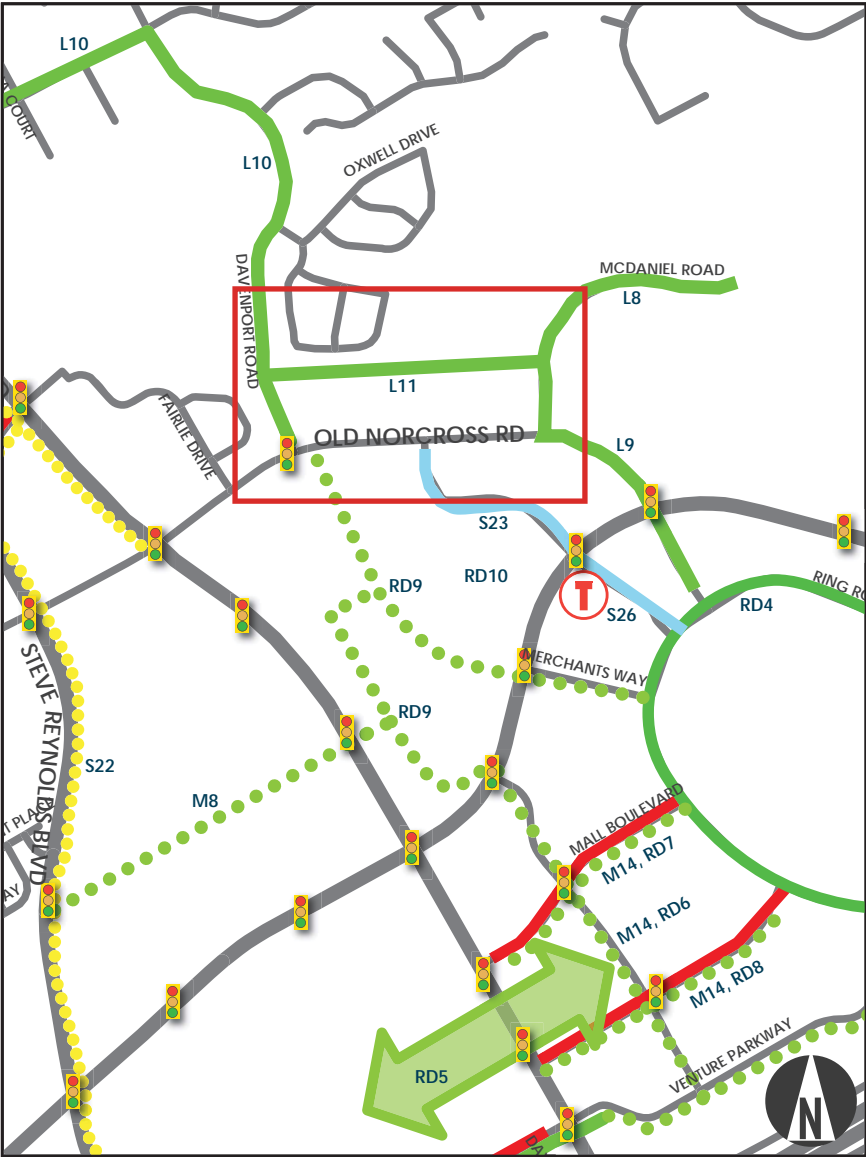 L10
COURT
L10
OXWELL DRIVE
DAVENPORT ROAD
MCDANIEL ROAD
L8
L11
FAIRLIE DRIVE
OLD NORCROSS RD
L9
S23
RD9
RD10
T
S26
RD4
RING
MERCHANTS WAY
STEVE REYNOLDS BLVD
RD9
S22
M8
PLACE
MALL BOULEVARD
M14, RD7
M14, RD6
M14, RD8
RD5
VENTURE PARKWAY
N